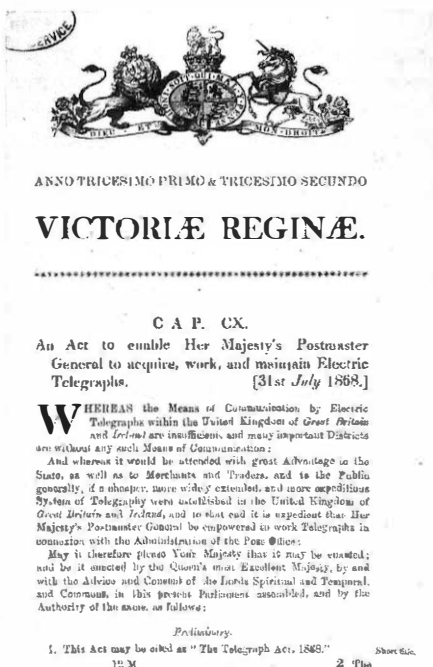 SERVICE
HONI SOIT QUI MAL
DIEU ET MON DROIT
ANNO TRICESIMO PRIMO & TRICESIMO SECUNDO
VICTORIÆ REGINÆ.
CAP. CX.
An Act to enable Her Majesty's Postmaster
General to acquire, work, and maintain Electric
Telegraphs. [31st July 1868.]
WHEREAS the Means of Communication by Electric
Telegraphs within the United Kingdom of Great Britain
and Ireland are insufficient, and many important Districts
are without any such Means of Communication:
And whereas it would be attended with great Advantage to the
State, as well as to Merchants and Traders, and to the Public
generally, if a cheaper, more widely extended, and more expeditious
System of Telegraphy were established in the United Kingdom of
Great Britain and Ireland, and to that end it is expedient that Her
Majesty's Postmaster General be empowered to work Telegraphs in
connexion with the Administration of the Post Office:
May it therefore please Your Majesty that it may be enacted;
and be it enacted by the Queen's most Excellent Majesty, by and
with the Advice and Consent of the Lords Spiritual and Temporal,
and Commons, in this present Parliament assembled, and by the
Authority of the same, as follows:
Preliminary.
1. This Act may be cited as "The Telegraph Act, 1868." Short title.
2 The